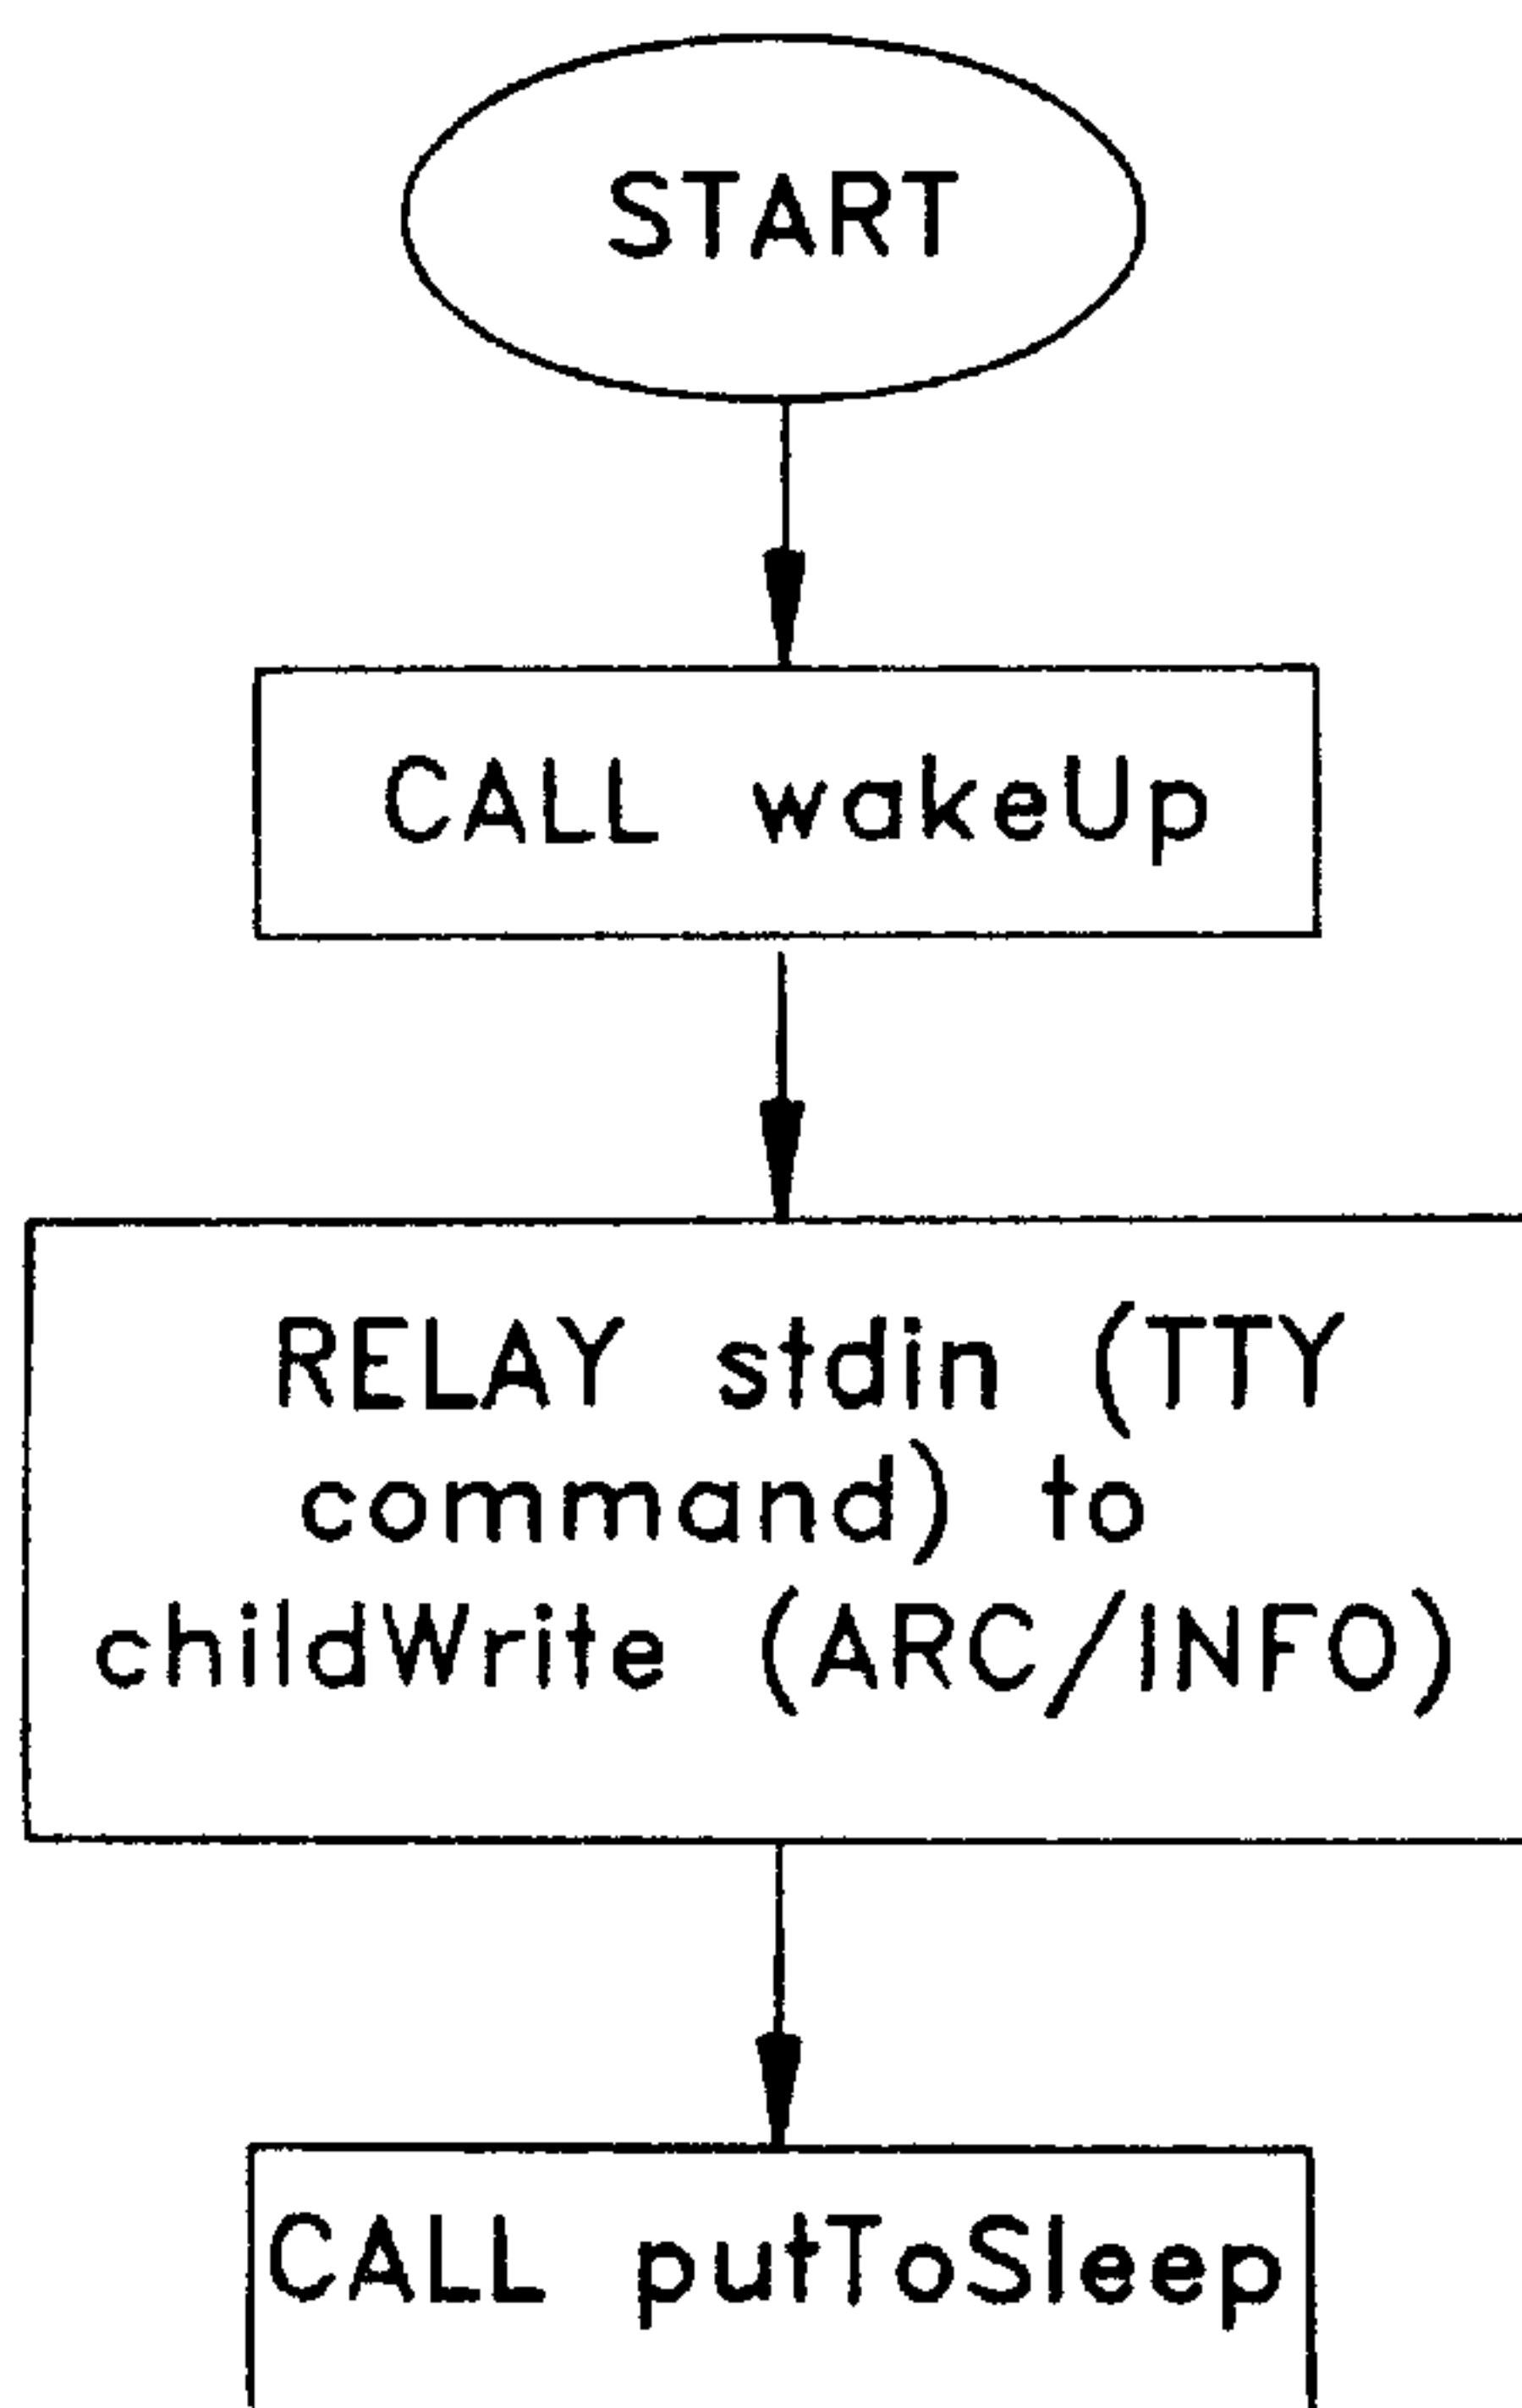 START
CALL wakeUp
RELAY stdin (TTY
command) to
childWrite (ARC/INFO)
CALL putToSleep